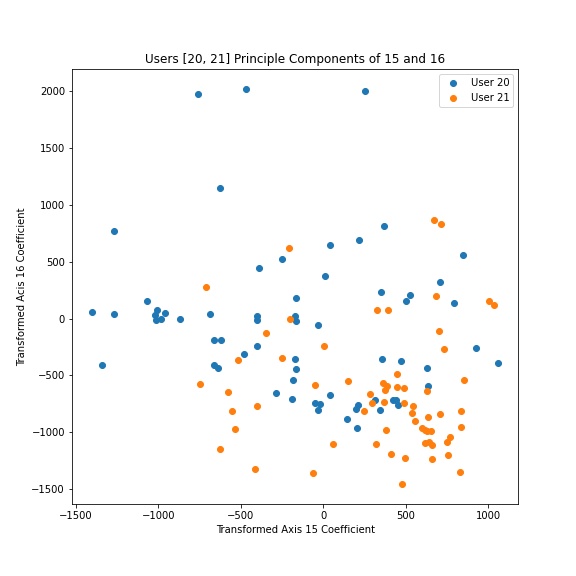 Users [20, 21] Principle Components of 15 and 16
User 20
User 21
2000
1500
1000
500
0
−500
−1000
−1500
Transformed Acis 16 Coefficient
−1500 −1000 −500 0 500 1000
Transformed Axis 15 Coefficient